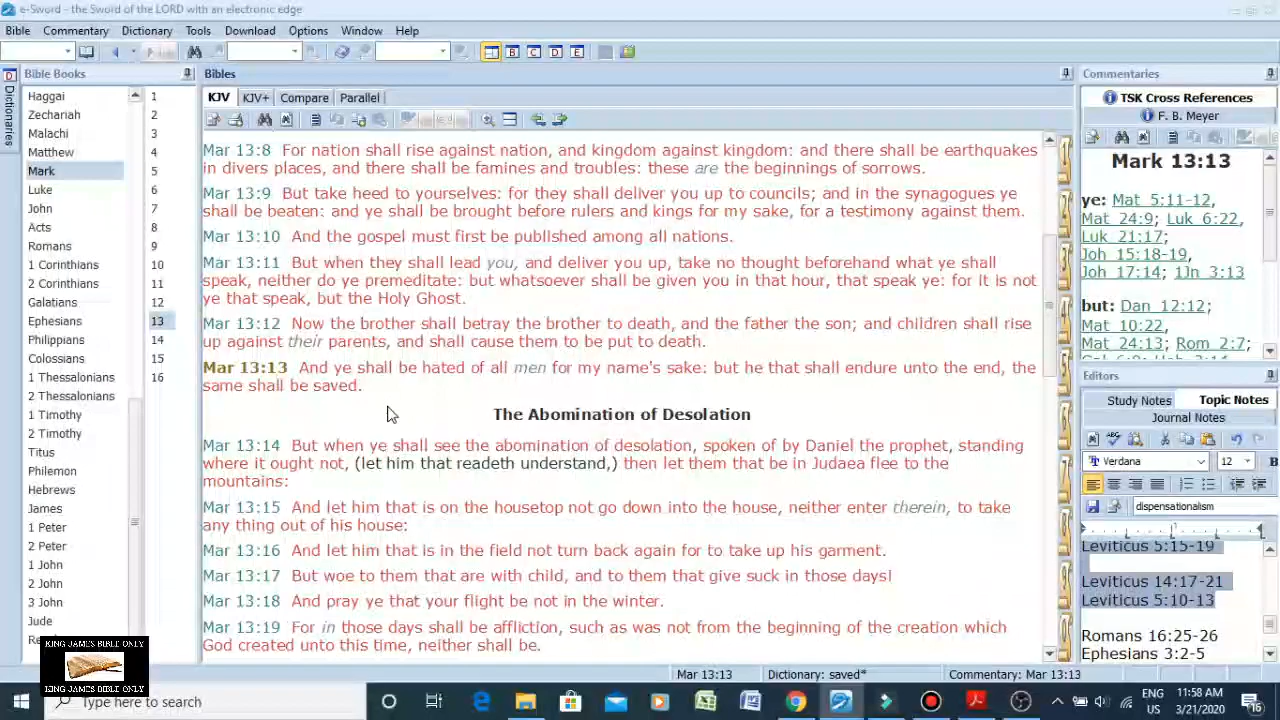 e-Sword - the Sword of the LORD with an electronic edge
Bible Commentary Dictionary Tools Download Options Window Help
B C D E
Dictionaries
Bible Books
Haggai
Zechariah
Malachi
Matthew
Mark
Luke
John
Acts
Romans
1 Corinthians
2 Corinthians
Galatians
Ephesians
Philippians
Colossians
1 Thessalonians
2 Thessalonians
1 Timothy
2 Timothy
Titus
Philemon
Hebrews
James
1 Peter
2 Peter
1 John
2 John
3 John
Jude
Re
1
2
3
4
5
6
7
8
9
10
11
12
13
14
15
16
Bibles
KJV KJV+ Compare Parallel
Mar 13:8 For nation shall rise against nation, and kingdom against kingdom: and there shall be earthquakes
in divers places, and there shall be famines and troubles: these are the beginnings of sorrows.
Mar 13:9 But take heed to yourselves: for they shall deliver you up to councils; and in the synagogues ye
shall be beaten: and ye shall be brought before rulers and kings for my sake, for a testimony against them.
Mar 13:10 And the gospel must first be published among all nations.
Mar 13:11 But when they shall lead you, and deliver you up, take no thought beforehand what ye shall
speak, neither do ye premeditate: but whatsoever shall be given you in that hour, that speak ye: for it is not
ye that speak, but the Holy Ghost.
Mar 13:12 Now the brother shall betray the brother to death, and the father the son; and children shall rise
up against their parents, and shall cause them to be put to death.
Mar 13:13 And ye shall be hated of all men for my name's sake: but he that shall endure unto the end, the
same shall be saved.
The Abomination of Desolation
Mar 13:14 But when ye shall see the abomination of desolation, spoken of by Daniel the prophet, standing
where it ought not, (let him that readeth understand,) then let them that be in Judaea flee to the
mountains:
Mar 13:15 And let him that is on the housetop not go down into the house, neither enter therein, to take
any thing out of his house:
Mar 13:16 And let him that is in the field not turn back again for to take up his garment.
Mar 13:17 But woe to them that are with child, and to them that give suck in those days!
Mar 13:18 And pray ye that your flight be not in the winter.
Mar 13:19 For in those days shall be affliction, such as was not from the beginning of the creation which
God created unto this time, neither shall be.
Commentaries
TSK Cross References
F. B. Meyer
Mark 13:13
ye: Mat 5:11-12,
Mat 24:9; Luk 6:22,
Luk 21:17;
Joh 15:18-19,
Joh 17:14; 1Jn 3:13
but: Dan 12:12;
Mat 10:22,
Mat 24:13; Rom 2:7;
Editors
Study Notes Topic Notes
Journal Notes
Verdana 12
dispensationalism
Leviticus 5:15-19
Leviticus 14:17-21
Leviticus 5:10-13
Romans 16:25-26
Ephesians 3:2-5
Mar 13:13 Dictionary: saved* Commentary: Mar 13:13
KING JAMES BIBLE ONLY
KING JAMES BIBLE ONLY
Type here to search
ENG
US
11:58 AM
3/21/2020
16